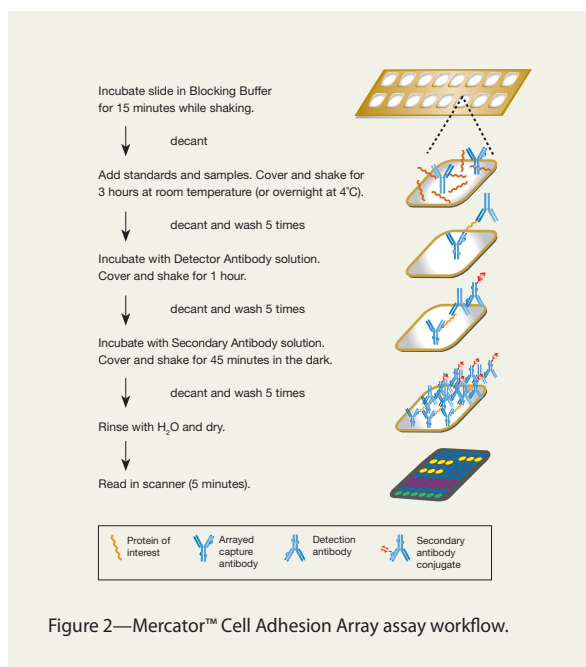 Incubate slide in Blocking Buffer
for 15 minutes while shaking.
decant
Add standards and samples. Cover and shake for
3 hours at room temperature (or overnight at 4˚C).
decant and wash 5 times
Incubate with Detector Antibody solution.
Cover and shake for 1 hour.
decant and wash 5 times
Incubate with Secondary Antibody solution.
Cover and shake for 45 minutes in the dark.
decant and wash 5 times
Rinse with H₂O and dry.
Read in scanner (5 minutes).
Protein of
interest
Arrayed
capture
antibody
Detection
antibody
Secondary
antibody
conjugate
Figure 2—Mercator™ Cell Adhesion Array assay workflow.